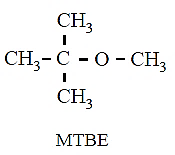 CH₃
CH₃ – C – O – CH₃
CH₃
MTBE